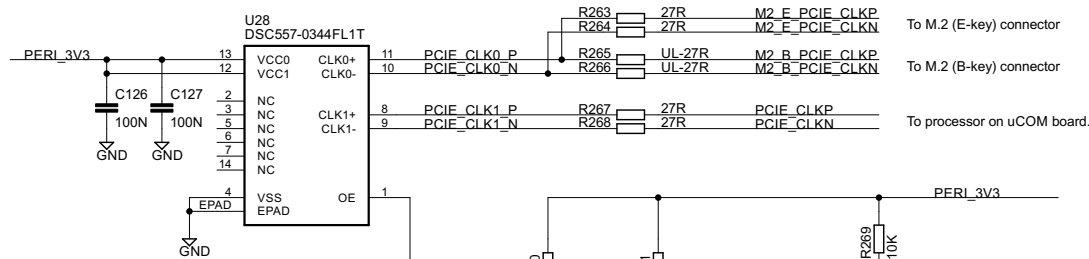 U28
DSC557-0344FL1T
R263 27R M2_E_PCIE_CLKP
R264 27R M2_E_PCIE_CLKN
To M.2 (E-key) connector
PERI_3V3
13 VCC0 CLK0+ 11 PCIE_CLK0_P R265 UL-27R M2_B_PCIE_CLKP
12 VCC1 CLK0- 10 PCIE_CLK0_N R266 UL-27R M2_B_PCIE_CLKN
To M.2 (B-key) connector
C126 C127
100N 100N
GND GND
2 NC
3 NC CLK1+ 8 PCIE_CLK1_P R267 27R PCIE_CLKP
5 NC CLK1- 9 PCIE_CLK1_N R268 27R PCIE_CLKN
To processor on uCOM board.
6 NC
7 NC
14 NC
4 VSS OE 1
EPAD EPAD
GND
PERI_3V3
R269
10K